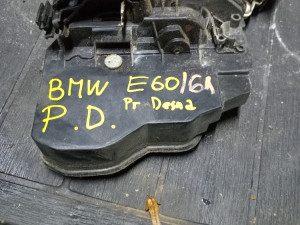 BMW E60/61
P.D. Pr-Desna